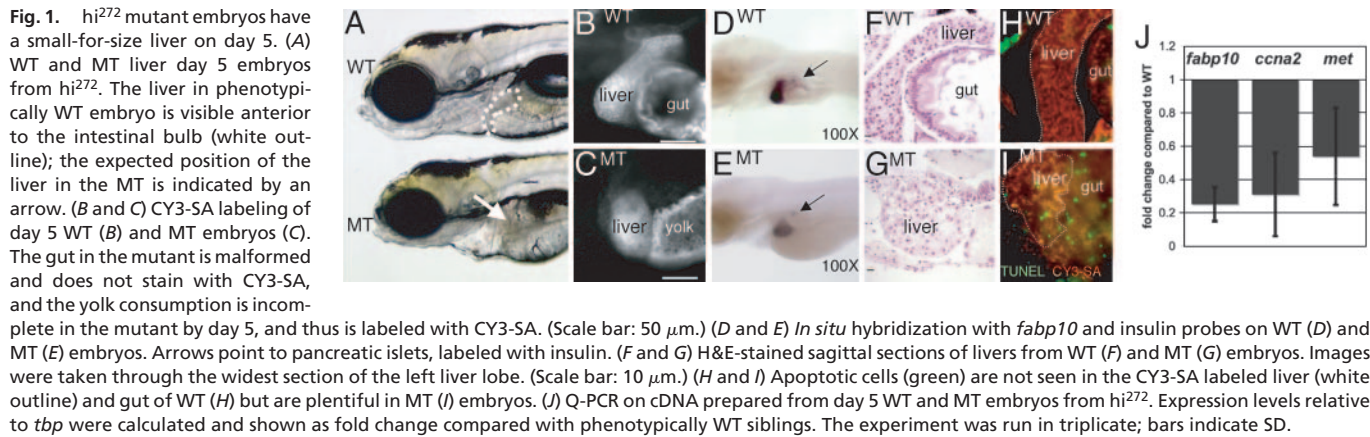 Fig. 1. hi272 mutant embryos have
a small-for-size liver on day 5. (A)
WT and MT liver day 5 embryos
from hi272. The liver in phenotypi-
cally WT embryo is visible anterior
to the intestinal bulb (white out-
line); the expected position of the
liver in the MT is indicated by an
arrow. (B and C) CY3-SA labeling of
day 5 WT (B) and MT embryos (C).
The gut in the mutant is malformed
and does not stain with CY3-SA,
and the yolk consumption is incom-
plete in the mutant by day 5, and thus is labeled with CY3-SA. (Scale bar: 50 μm.) (D and E) In situ hybridization with fabp10 and insulin probes on WT (D) and
MT (E) embryos. Arrows point to pancreatic islets, labeled with insulin. (F and G) H&E-stained sagittal sections of livers from WT (F) and MT (G) embryos. Images
were taken through the widest section of the left liver lobe. (Scale bar: 10 μm.) (H and I) Apoptotic cells (green) are not seen in the CY3-SA labeled liver (white
outline) and gut of WT (H) but are plentiful in MT (I) embryos. (J) Q-PCR on cDNA prepared from day 5 WT and MT embryos from hi272. Expression levels relative
to tbp were calculated and shown as fold change compared with phenotypically WT siblings. The experiment was run in triplicate; bars indicate SD.
A
WT
MT
B WT
liver
gut
C MT
liver
yolk
D WT
100X
E MT
100X
F WT
liver
gut
G MT
liver
H WT
liver
gut
I MT
liver
gut
TUNEL CY3-SA
J
fold change compared to WT
1.2
1
0.8
0.6
0.4
0.2
0
fabp10 ccna2 met